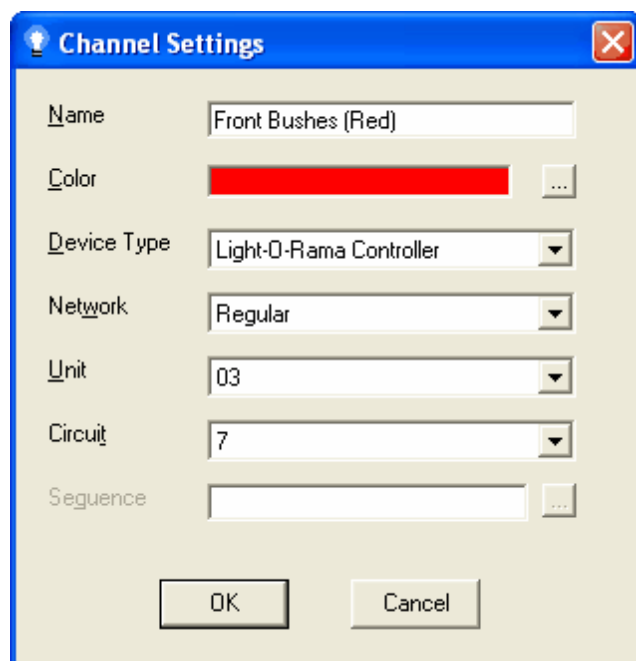 Channel Settings
Name Front Bushes (Red)
Color ...
Device Type Light-O-Rama Controller
Network Regular
Unit 03
Circuit 7
Sequence ...
OK Cancel